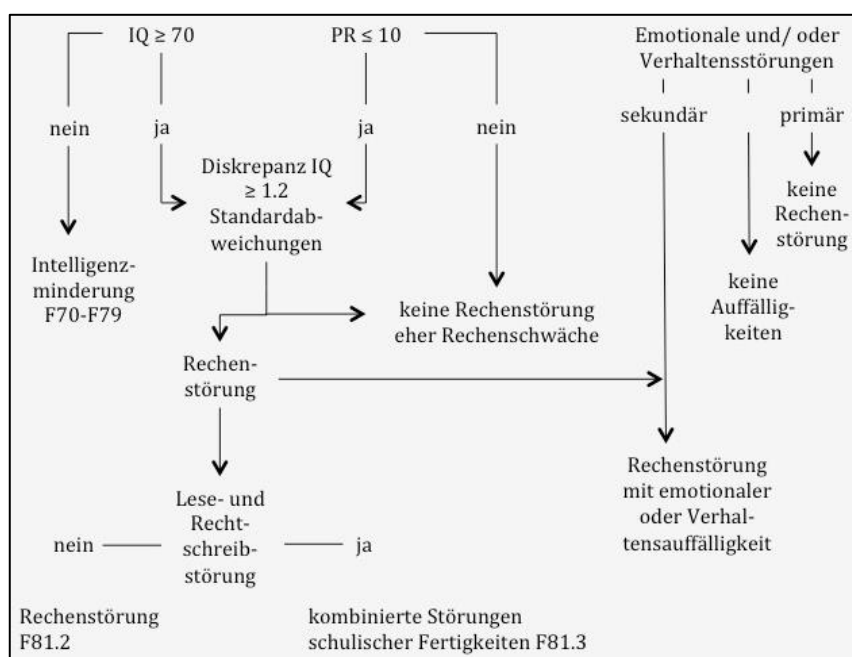 IQ ≥ 70
PR ≤ 10
Emotionale und/ oder
Verhaltensstörungen
nein
ja
ja
nein
sekundär
primär
Diskrepanz IQ
≥ 1.2
Standardab-
weichungen
keine
Rechen-
störung
Intelligenz-
minderung
F70-F79
keine Rechenstörung
eher Rechenschwäche
keine
Auffällig-
keiten
Rechen-
störung
Rechenstörung
mit emotionaler
oder Verhal-
tensauffälligkeit
Lese- und
Recht-
schreib-
störung
nein
ja
Rechenstörung
F81.2
kombinierte Störungen
schulischer Fertigkeiten F81.3